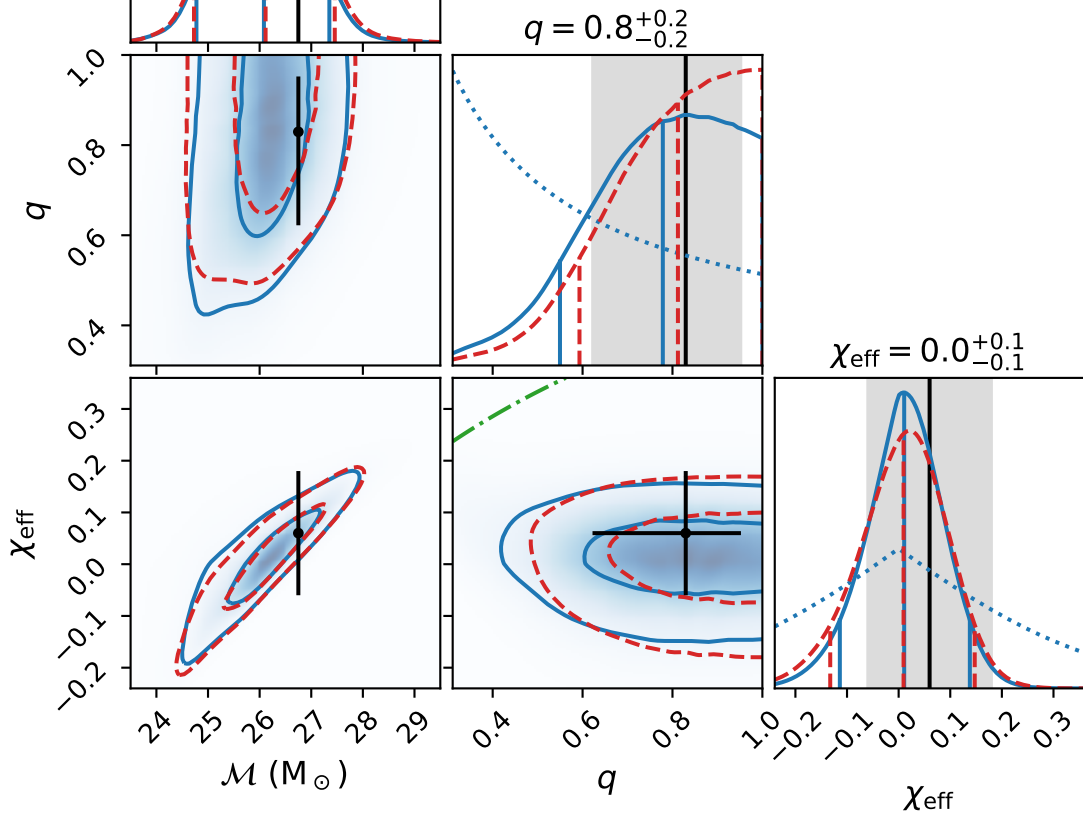 q = 0.8^{+0.2}_{-0.2}
1.0
0.8
0.6
0.4
q
χ_eff = 0.0^{+0.1}_{-0.1}
0.3
0.2
0.1
0.0
−0.1
−0.2
χ_eff
24 25 26 27 28 29
ℳ (M_⊙)
0.4 0.6 0.8 1.0
q
−0.2 −0.1 0.0 0.1 0.2 0.3
χ_eff